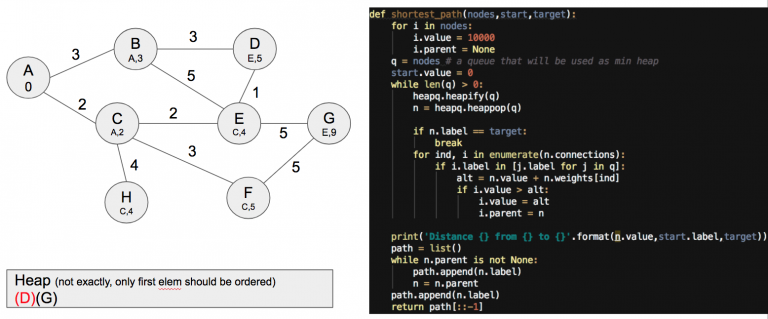 B
A,3
3
D
E,5
3
A
0
5
1
2
C
A,2
2
E
C,4
5
G
E,9
4
3
5
H
C,4
F
C,5
Heap (not exactly, only first elem should be ordered)
(D)(G)
def shortest_path(nodes,start,target):
for i in nodes:
i.value = 10000
i.parent = None
q = nodes # a queue that will be used as min heap
start.value = 0
while len(q) > 0:
heapq.heapify(q)
n = heapq.heappop(q)
if n.label == target:
break
for ind, i in enumerate(n.connections):
if i.label in [j.label for j in q]:
alt = n.value + n.weights[ind]
if i.value > alt:
i.value = alt
i.parent = n
print('Distance {} from {} to {}'.format(n.value,start.label,target))
path = list()
while n.parent is not None:
path.append(n.label)
n = n.parent
path.append(n.label)
return path[::-1]